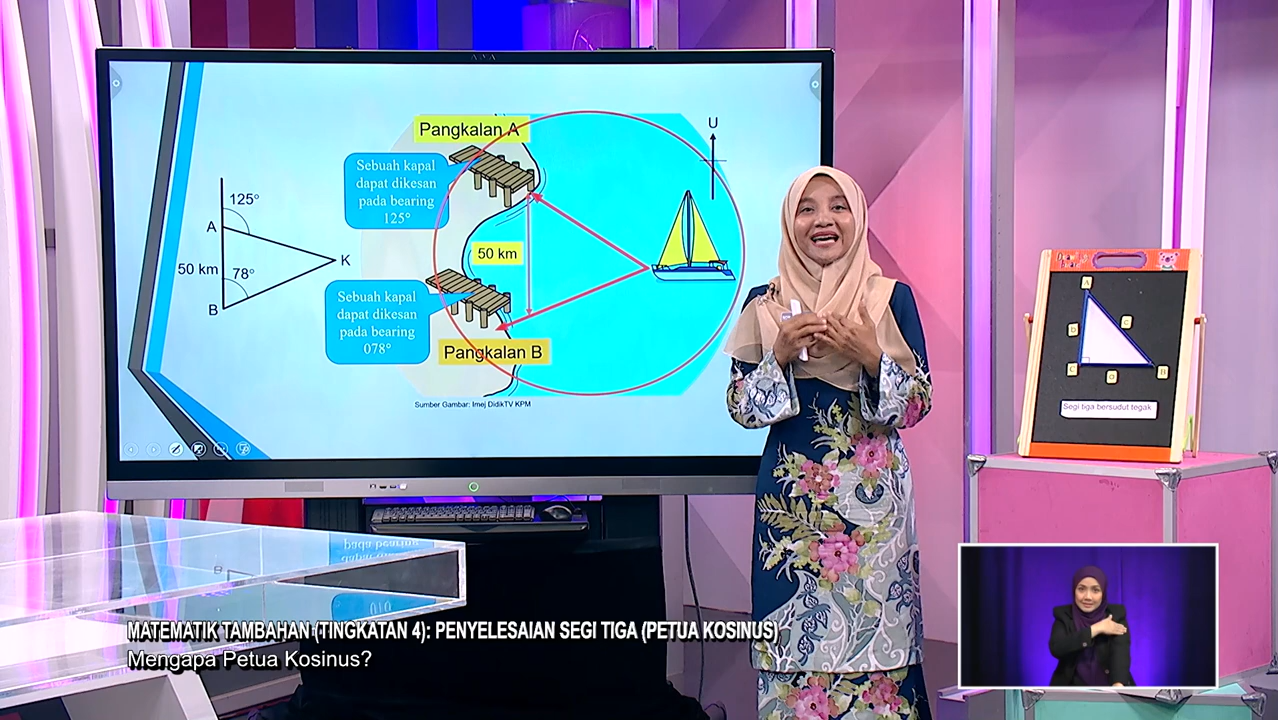 Pangkalan A
U
Sebuah kapal
dapat dikesan
pada bearing
125°
125°
A
50 km
K
50 km
78°
B
Sebuah kapal
dapat dikesan
pada bearing
078°
Pangkalan B
Sumber Gambar: Imej DidikTV KPM
A
C
B
Segi tiga bersudut tegak
MATEMATIK TAMBAHAN (TINGKATAN 4): PENYELESAIAN SEGI TIGA (PETUA KOSINUS)
Mengapa Petua Kosinus?